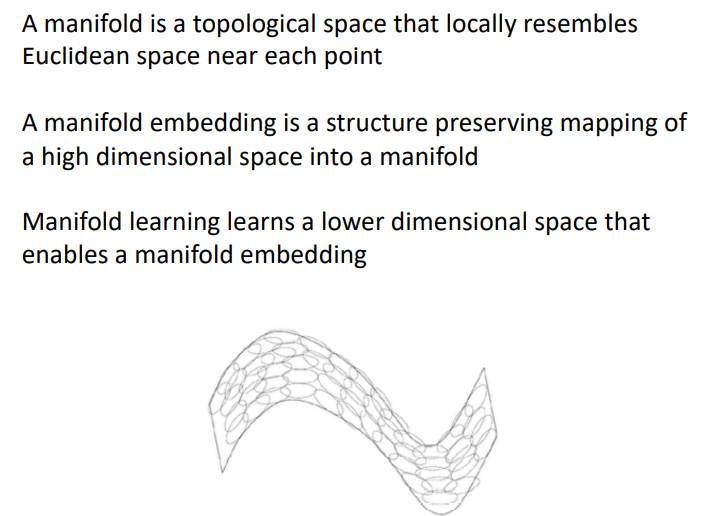 A manifold is a topological space that locally resembles
Euclidean space near each point
A manifold embedding is a structure preserving mapping of
a high dimensional space into a manifold
Manifold learning learns a lower dimensional space that
enables a manifold embedding